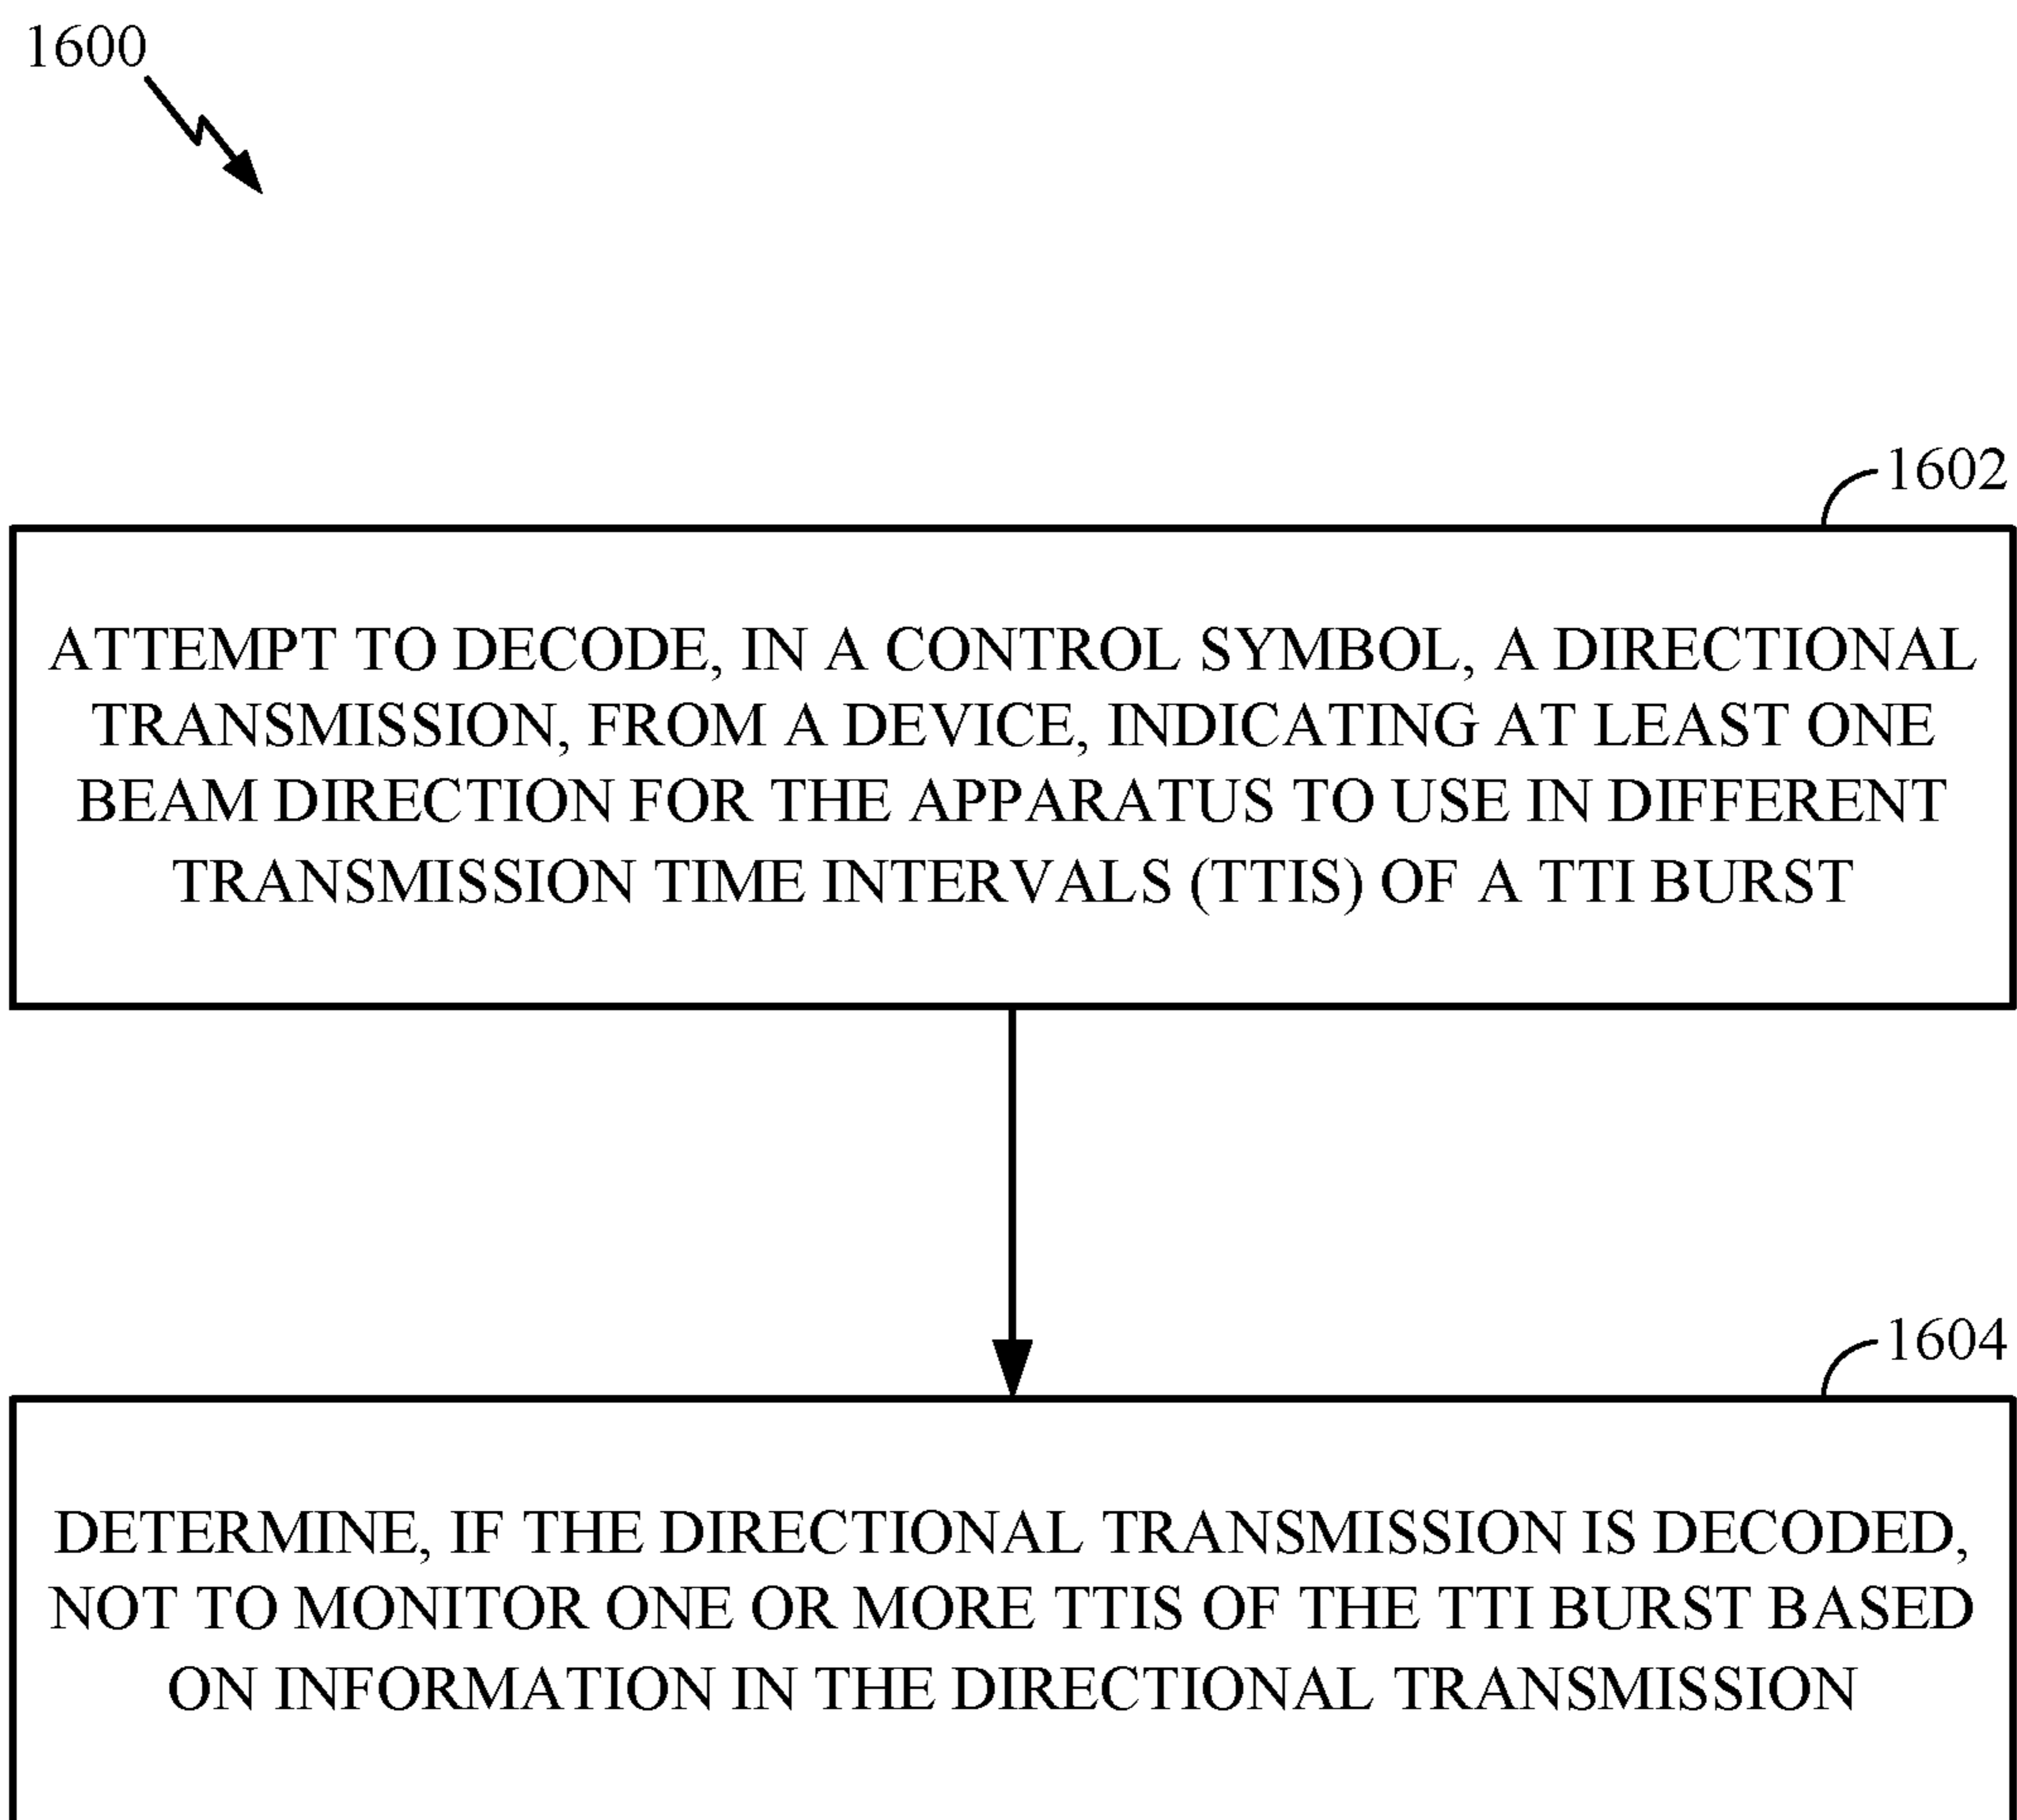 1600
1602
ATTEMPT TO DECODE, IN A CONTROL SYMBOL, A DIRECTIONAL
TRANSMISSION, FROM A DEVICE, INDICATING AT LEAST ONE
BEAM DIRECTION FOR THE APPARATUS TO USE IN DIFFERENT
TRANSMISSION TIME INTERVALS (TTIS) OF A TTI BURST
1604
DETERMINE, IF THE DIRECTIONAL TRANSMISSION IS DECODED,
NOT TO MONITOR ONE OR MORE TTIS OF THE TTI BURST BASED
ON INFORMATION IN THE DIRECTIONAL TRANSMISSION